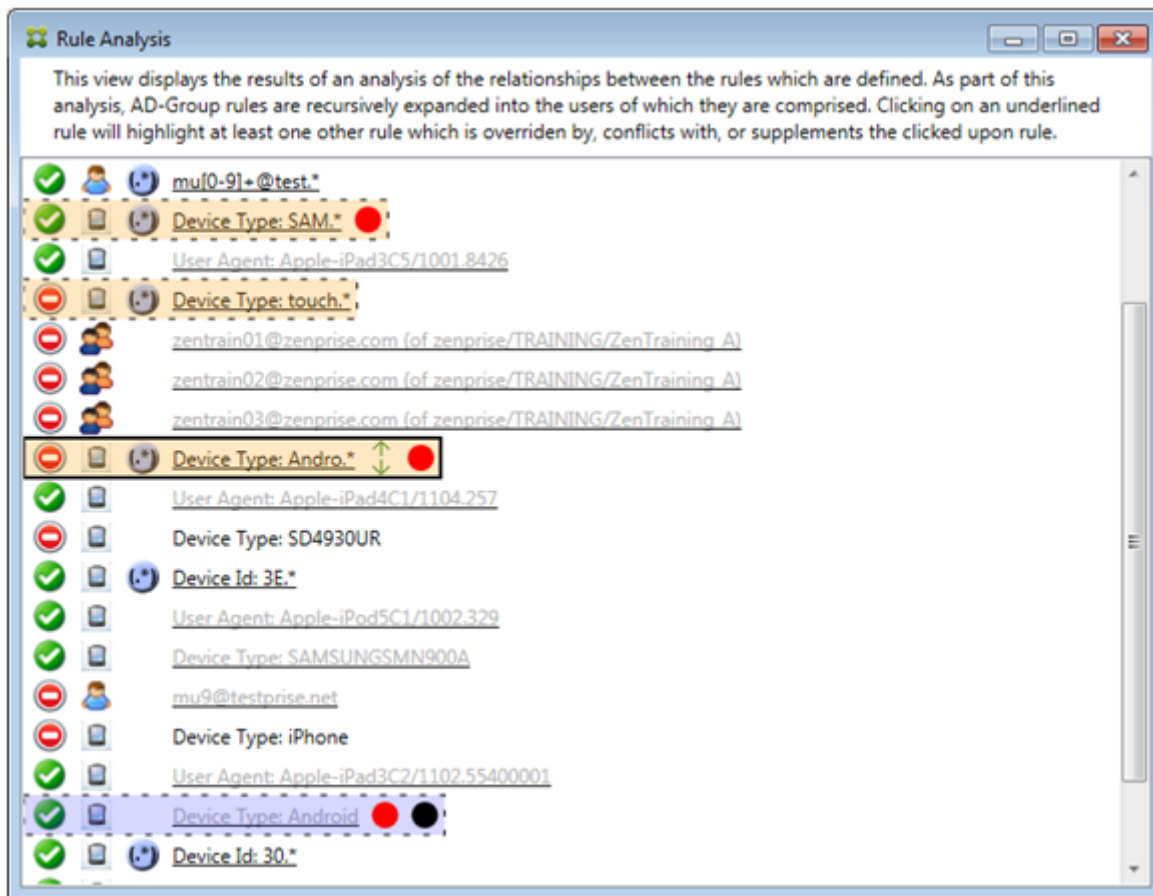 Rule Analysis
This view displays the results of an analysis of the relationships between the rules which are defined. As part of this
analysis, AD-Group rules are recursively expanded into the users of which they are comprised. Clicking on an underlined
rule will highlight at least one other rule which is overriden by, conflicts with, or supplements the clicked upon rule.
(.*) mu[0-9]+@test.*
(.*) Device Type: SAM.*
User Agent: Apple-iPad3C5/1001.8426
(.*) Device Type: touch.*
zentrain01@zenprise.com (of zenprise/TRAINING/ZenTraining A)
zentrain02@zenprise.com (of zenprise/TRAINING/ZenTraining A)
zentrain03@zenprise.com (of zenprise/TRAINING/ZenTraining A)
(.*) Device Type: Andro.*
User Agent: Apple-iPad4C1/1104.257
Device Type: SD4930UR
(.*) Device Id: 3E.*
User Agent: Apple-iPod5C1/1002.329
Device Type: SAMSUNGSMN900A
mu9@testprise.net
Device Type: iPhone
User Agent: Apple-iPad3C2/1102.55400001
Device Type: Android
(.*) Device Id: 30.*